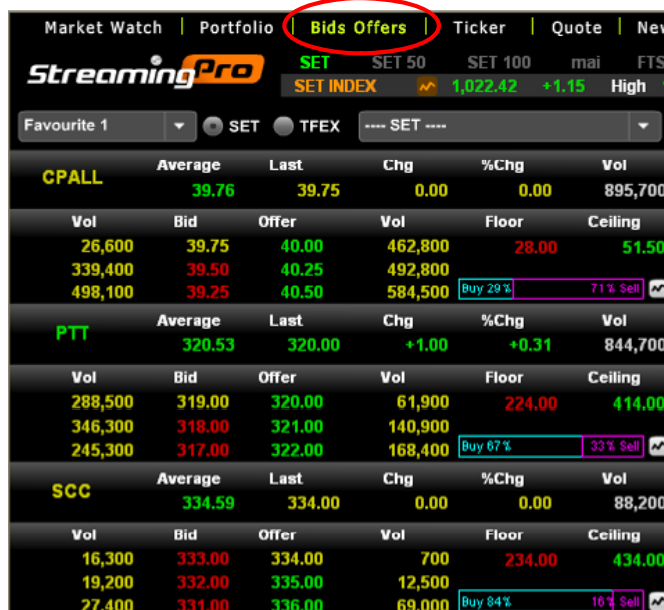 Market Watch | Portfolio | Bids Offers | Ticker | Quote | Nev
StreamingPro
SET SET 50 SET 100 mai FTS
SET INDEX 1,022.42 +1.15 High
Favourite 1 SET TFEX ---- SET ----
CPALL Average Last Chg %Chg Vol
39.76 39.75 0.00 0.00 895,700
Vol Bid Offer Vol Floor Ceiling
26,600 39.75 40.00 462,800 28.00 51.50
339,400 39.50 40.25 492,800
498,100 39.25 40.50 584,500 Buy 29% 71% Sell
PTT Average Last Chg %Chg Vol
320.53 320.00 +1.00 +0.31 844,700
Vol Bid Offer Vol Floor Ceiling
288,500 319.00 320.00 61,900 224.00 414.00
346,300 318.00 321.00 140,900
245,300 317.00 322.00 168,400 Buy 67% 33% Sell
SCC Average Last Chg %Chg Vol
334.59 334.00 0.00 0.00 88,200
Vol Bid Offer Vol Floor Ceiling
16,300 333.00 334.00 700 234.00 434.00
19,200 332.00 335.00 12,500
27,400 331.00 336.00 69,000 Buy 84% 16% Sell